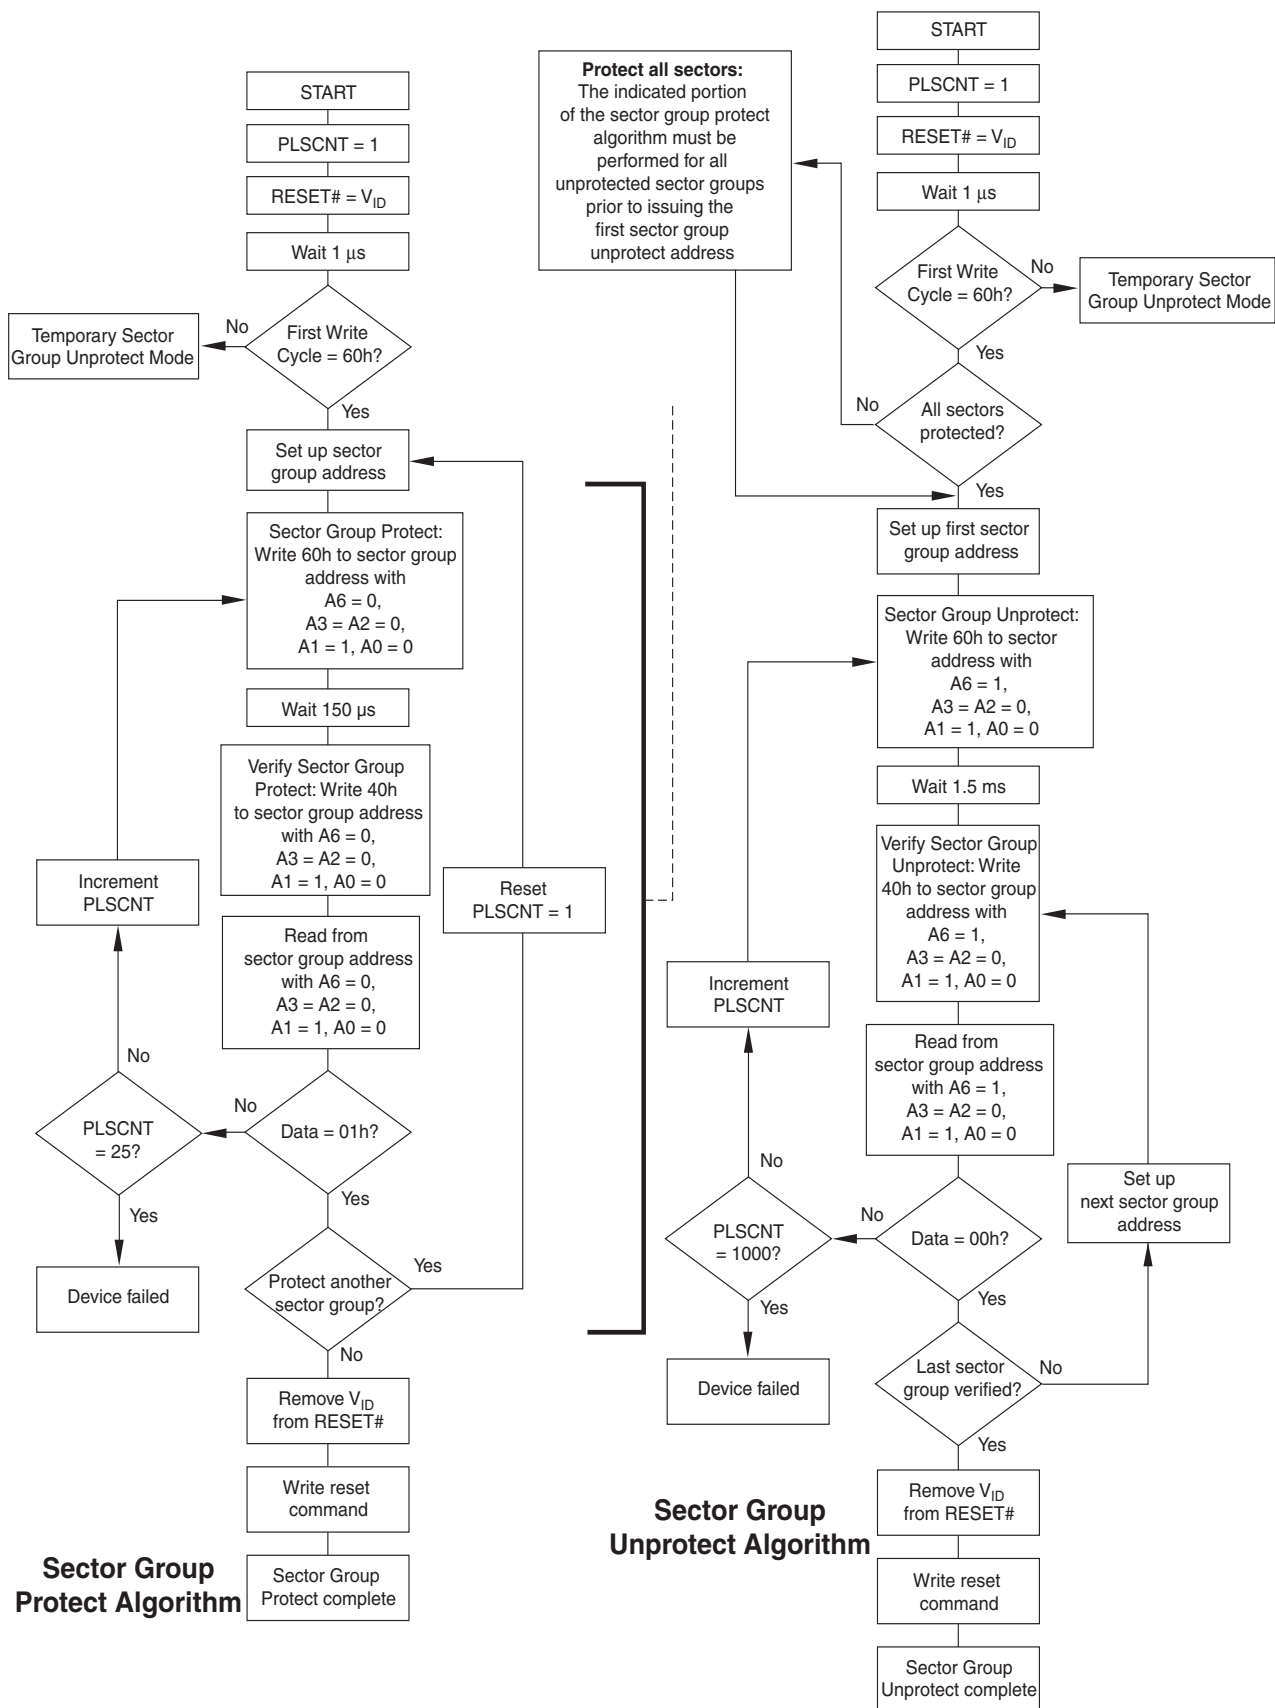 START
PLSCNT = 1
RESET# = VID
Wait 1 μs
First Write
Cycle = 60h?
No
Temporary Sector
Group Unprotect Mode
Yes
Set up sector
group address
Sector Group Protect:
Write 60h to sector group
address with
A6 = 0,
A3 = A2 = 0,
A1 = 1, A0 = 0
Wait 150 μs
Verify Sector Group
Protect: Write 40h
to sector group address
with A6 = 0,
A3 = A2 = 0,
A1 = 1, A0 = 0
Increment
PLSCNT
Reset
PLSCNT = 1
Read from
sector group address
with A6 = 0,
A3 = A2 = 0,
A1 = 1, A0 = 0
No
No
PLSCNT
= 25?
Data = 01h?
Yes
Yes
Device failed
Protect another
sector group?
Yes
No
Remove VID
from RESET#
Write reset
command
Sector Group
Protect complete
Sector Group
Protect Algorithm
Protect all sectors:
The indicated portion
of the sector group protect
algorithm must be
performed for all
unprotected sector groups
prior to issuing the
first sector group
unprotect address
START
PLSCNT = 1
RESET# = VID
Wait 1 μs
First Write
Cycle = 60h?
No
Temporary Sector
Group Unprotect Mode
Yes
No
All sectors
protected?
Yes
Set up first sector
group address
Sector Group Unprotect:
Write 60h to sector
address with
A6 = 1,
A3 = A2 = 0,
A1 = 1, A0 = 0
Wait 1.5 ms
Verify Sector Group
Unprotect: Write
40h to sector group
address with
A6 = 1,
A3 = A2 = 0,
A1 = 1, A0 = 0
Increment
PLSCNT
Read from
sector group address
with A6 = 1,
A3 = A2 = 0,
A1 = 1, A0 = 0
No
No
PLSCNT
= 1000?
Data = 00h?
Set up
next sector group
address
Yes
Yes
Device failed
Last sector
group verified?
No
Yes
Remove VID
from RESET#
Write reset
command
Sector Group
Unprotect complete
Sector Group
Unprotect Algorithm